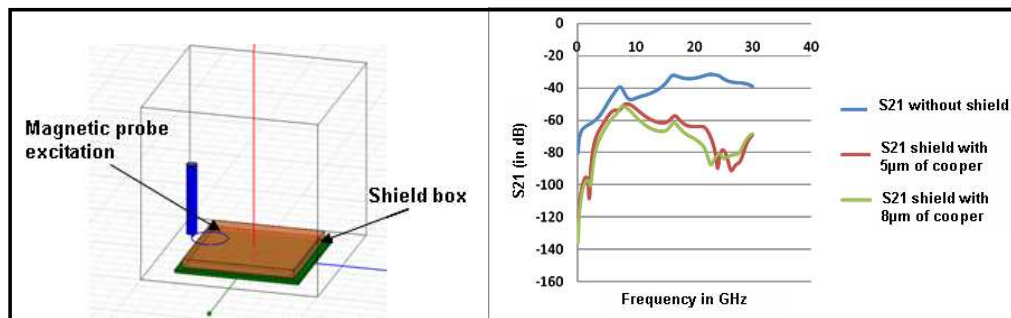 Magnetic probe
excitation
Shield box
0
-20
-40
-60
-80
-100
-120
-140
-160
0
10
20
30
40
S21 (in dB)
Frequency in GHz
S21 without shield
S21 shield with
5µm of cooper
S21 shield with
8µm of cooper